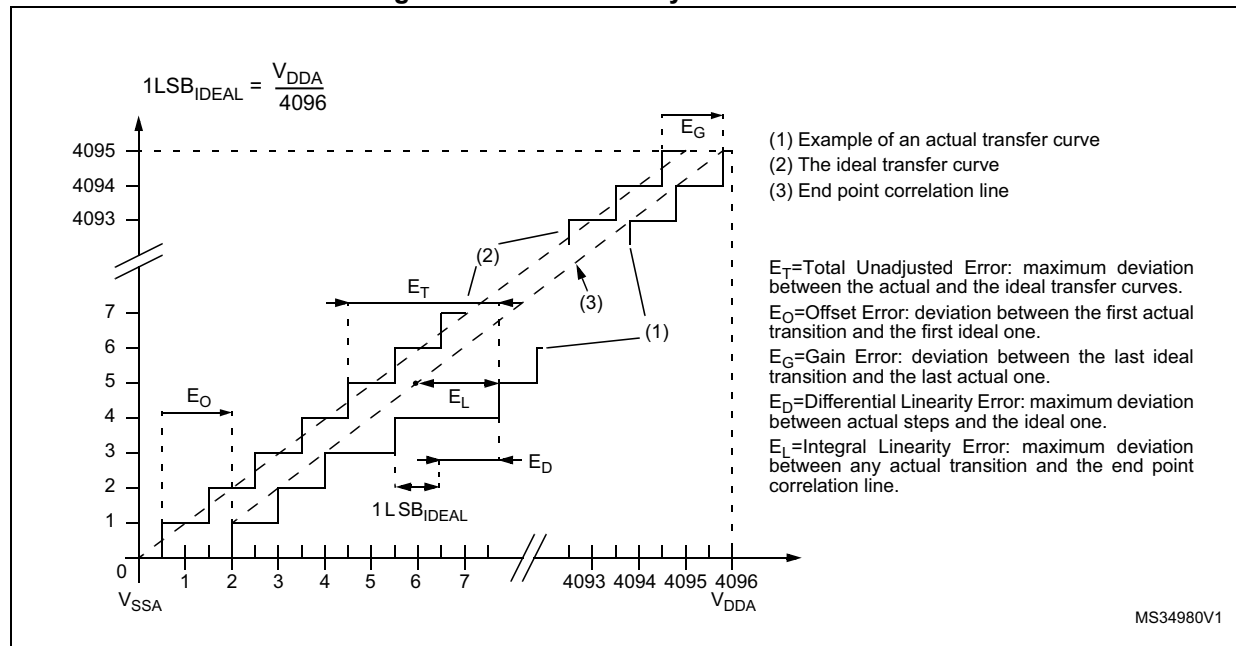 1LSB_IDEAL = V_DDA
4096
E_G
4095
4094
4093
(1) Example of an actual transfer curve
(2) The ideal transfer curve
(3) End point correlation line
(2)
E_T
(3)
(1)
7
6
5
4
3
2
1
0
E_O
E_L
E_D
1 L SB_IDEAL
E_T=Total Unadjusted Error: maximum deviation
between the actual and the ideal transfer curves.
E_O=Offset Error: deviation between the first actual
transition and the first ideal one.
E_G=Gain Error: deviation between the last ideal
transition and the last actual one.
E_D=Differential Linearity Error: maximum deviation
between actual steps and the ideal one.
E_L=Integral Linearity Error: maximum deviation
between any actual transition and the end point
correlation line.
1 2 3 4 5 6 7 4093 4094 4095 4096
V_SSA
V_DDA
MS34980V1